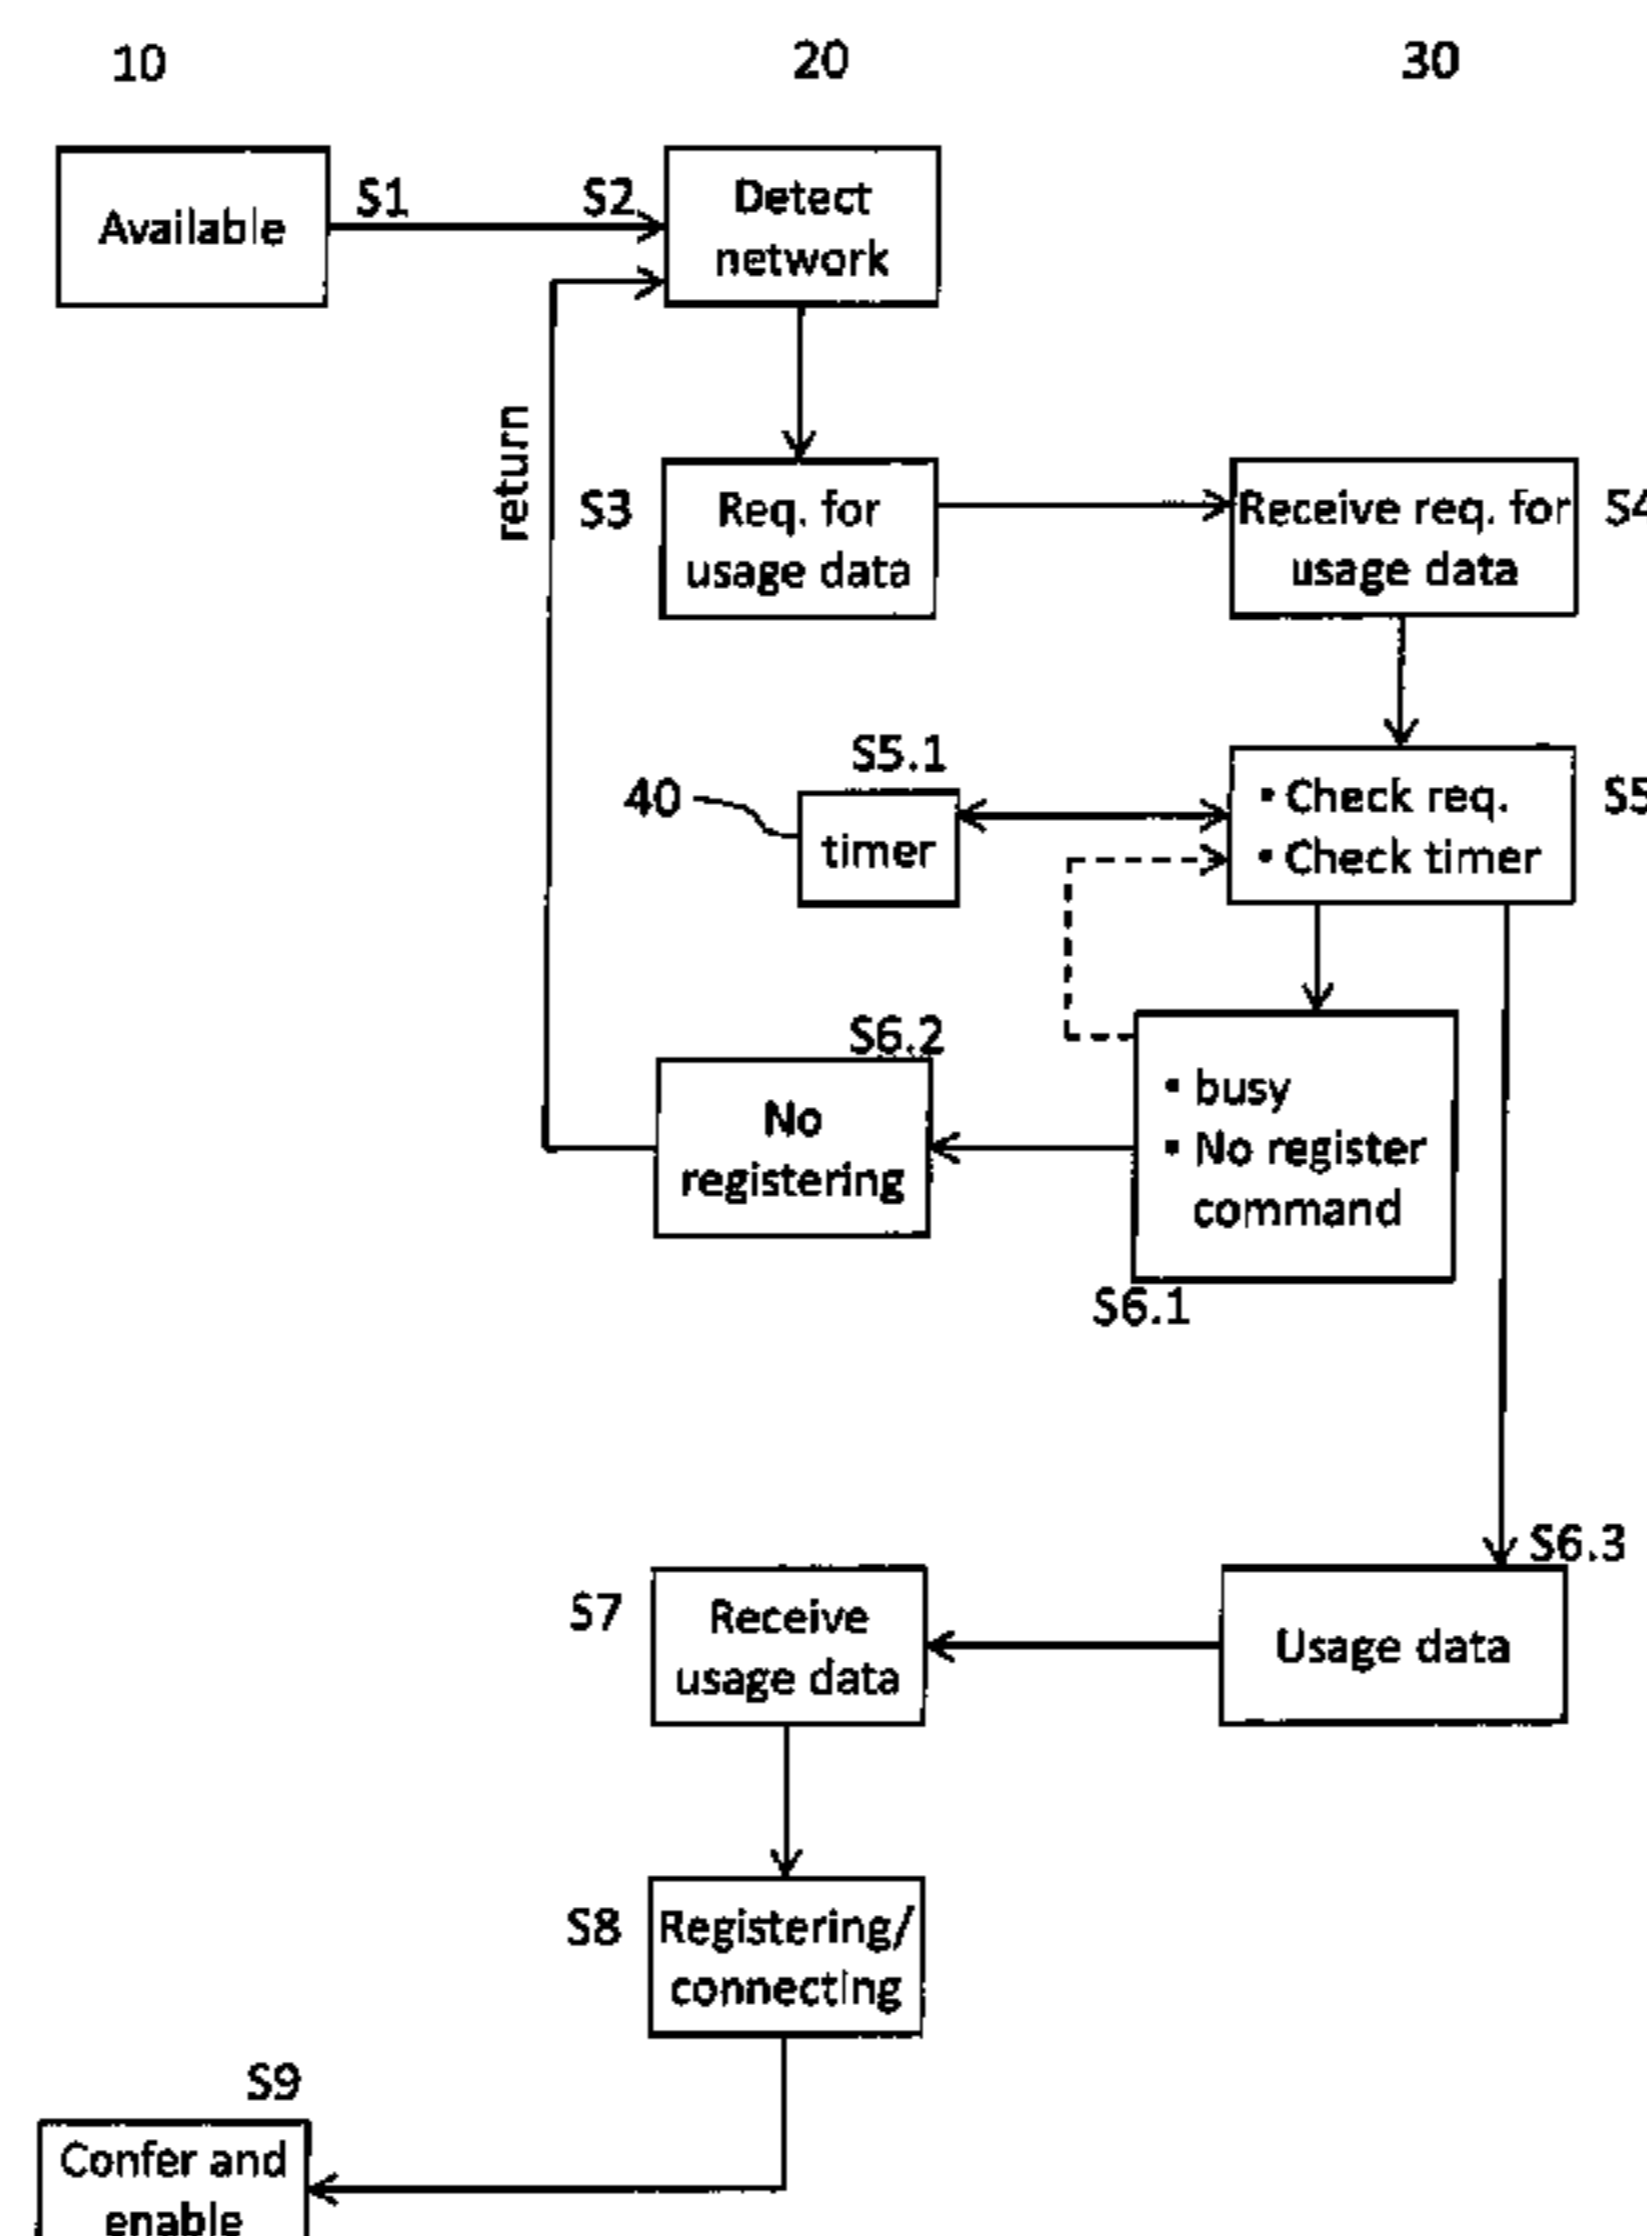 10
20
30
Available
S1
S2
Detect
network
return
S3
Req. for
usage data
Receive req. for
usage data
S4
S5.1
40
timer
• Check req.
• Check timer
S5
S6.2
No
registering
• busy
• No register
command
S6.1
S6.3
S7
Receive
usage data
Usage data
S8
Registering/
connecting
S9
Confer and
enable